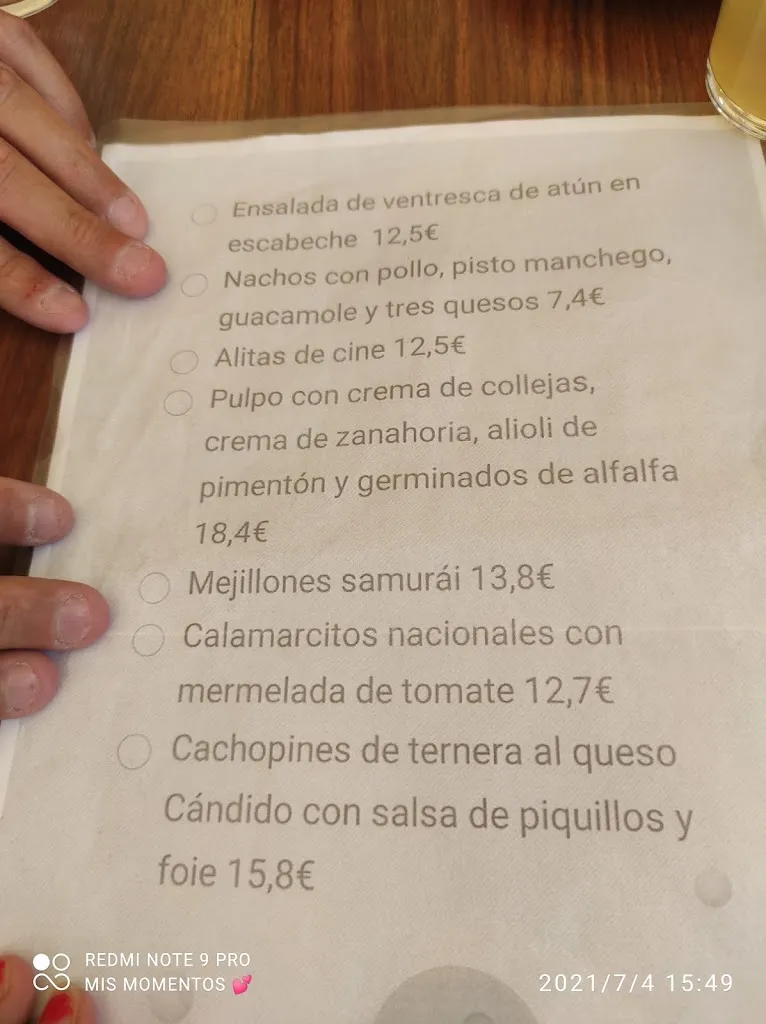 Ensalada de ventresca de atún en
escabeche 12,5€
Nachos con pollo, pisto manchego,
guacamole y tres quesos 7,4€
Alitas de cine 12,5€
Pulpo con crema de collejas,
crema de zanahoria, alioli de
pimentón y germinados de alfalfa
18,4€
Mejillones samurái 13,8€
Calamarcitos nacionales con
mermelada de tomate 12,7€
Cachopines de ternera al queso
Cándido con salsa de piquillos y
foie 15,8€
REDMI NOTE 9 PRO
MIS MOMENTOS 💕
2021/7/4 15:49